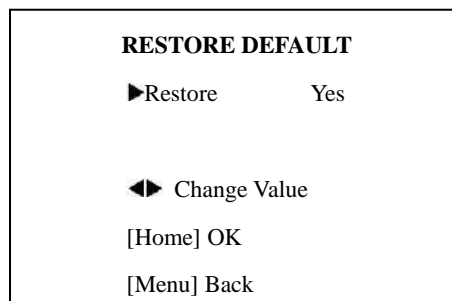 RESTORE DEFAULT
▶Restore Yes
◀▶ Change Value
[Home] OK
[Menu] Back